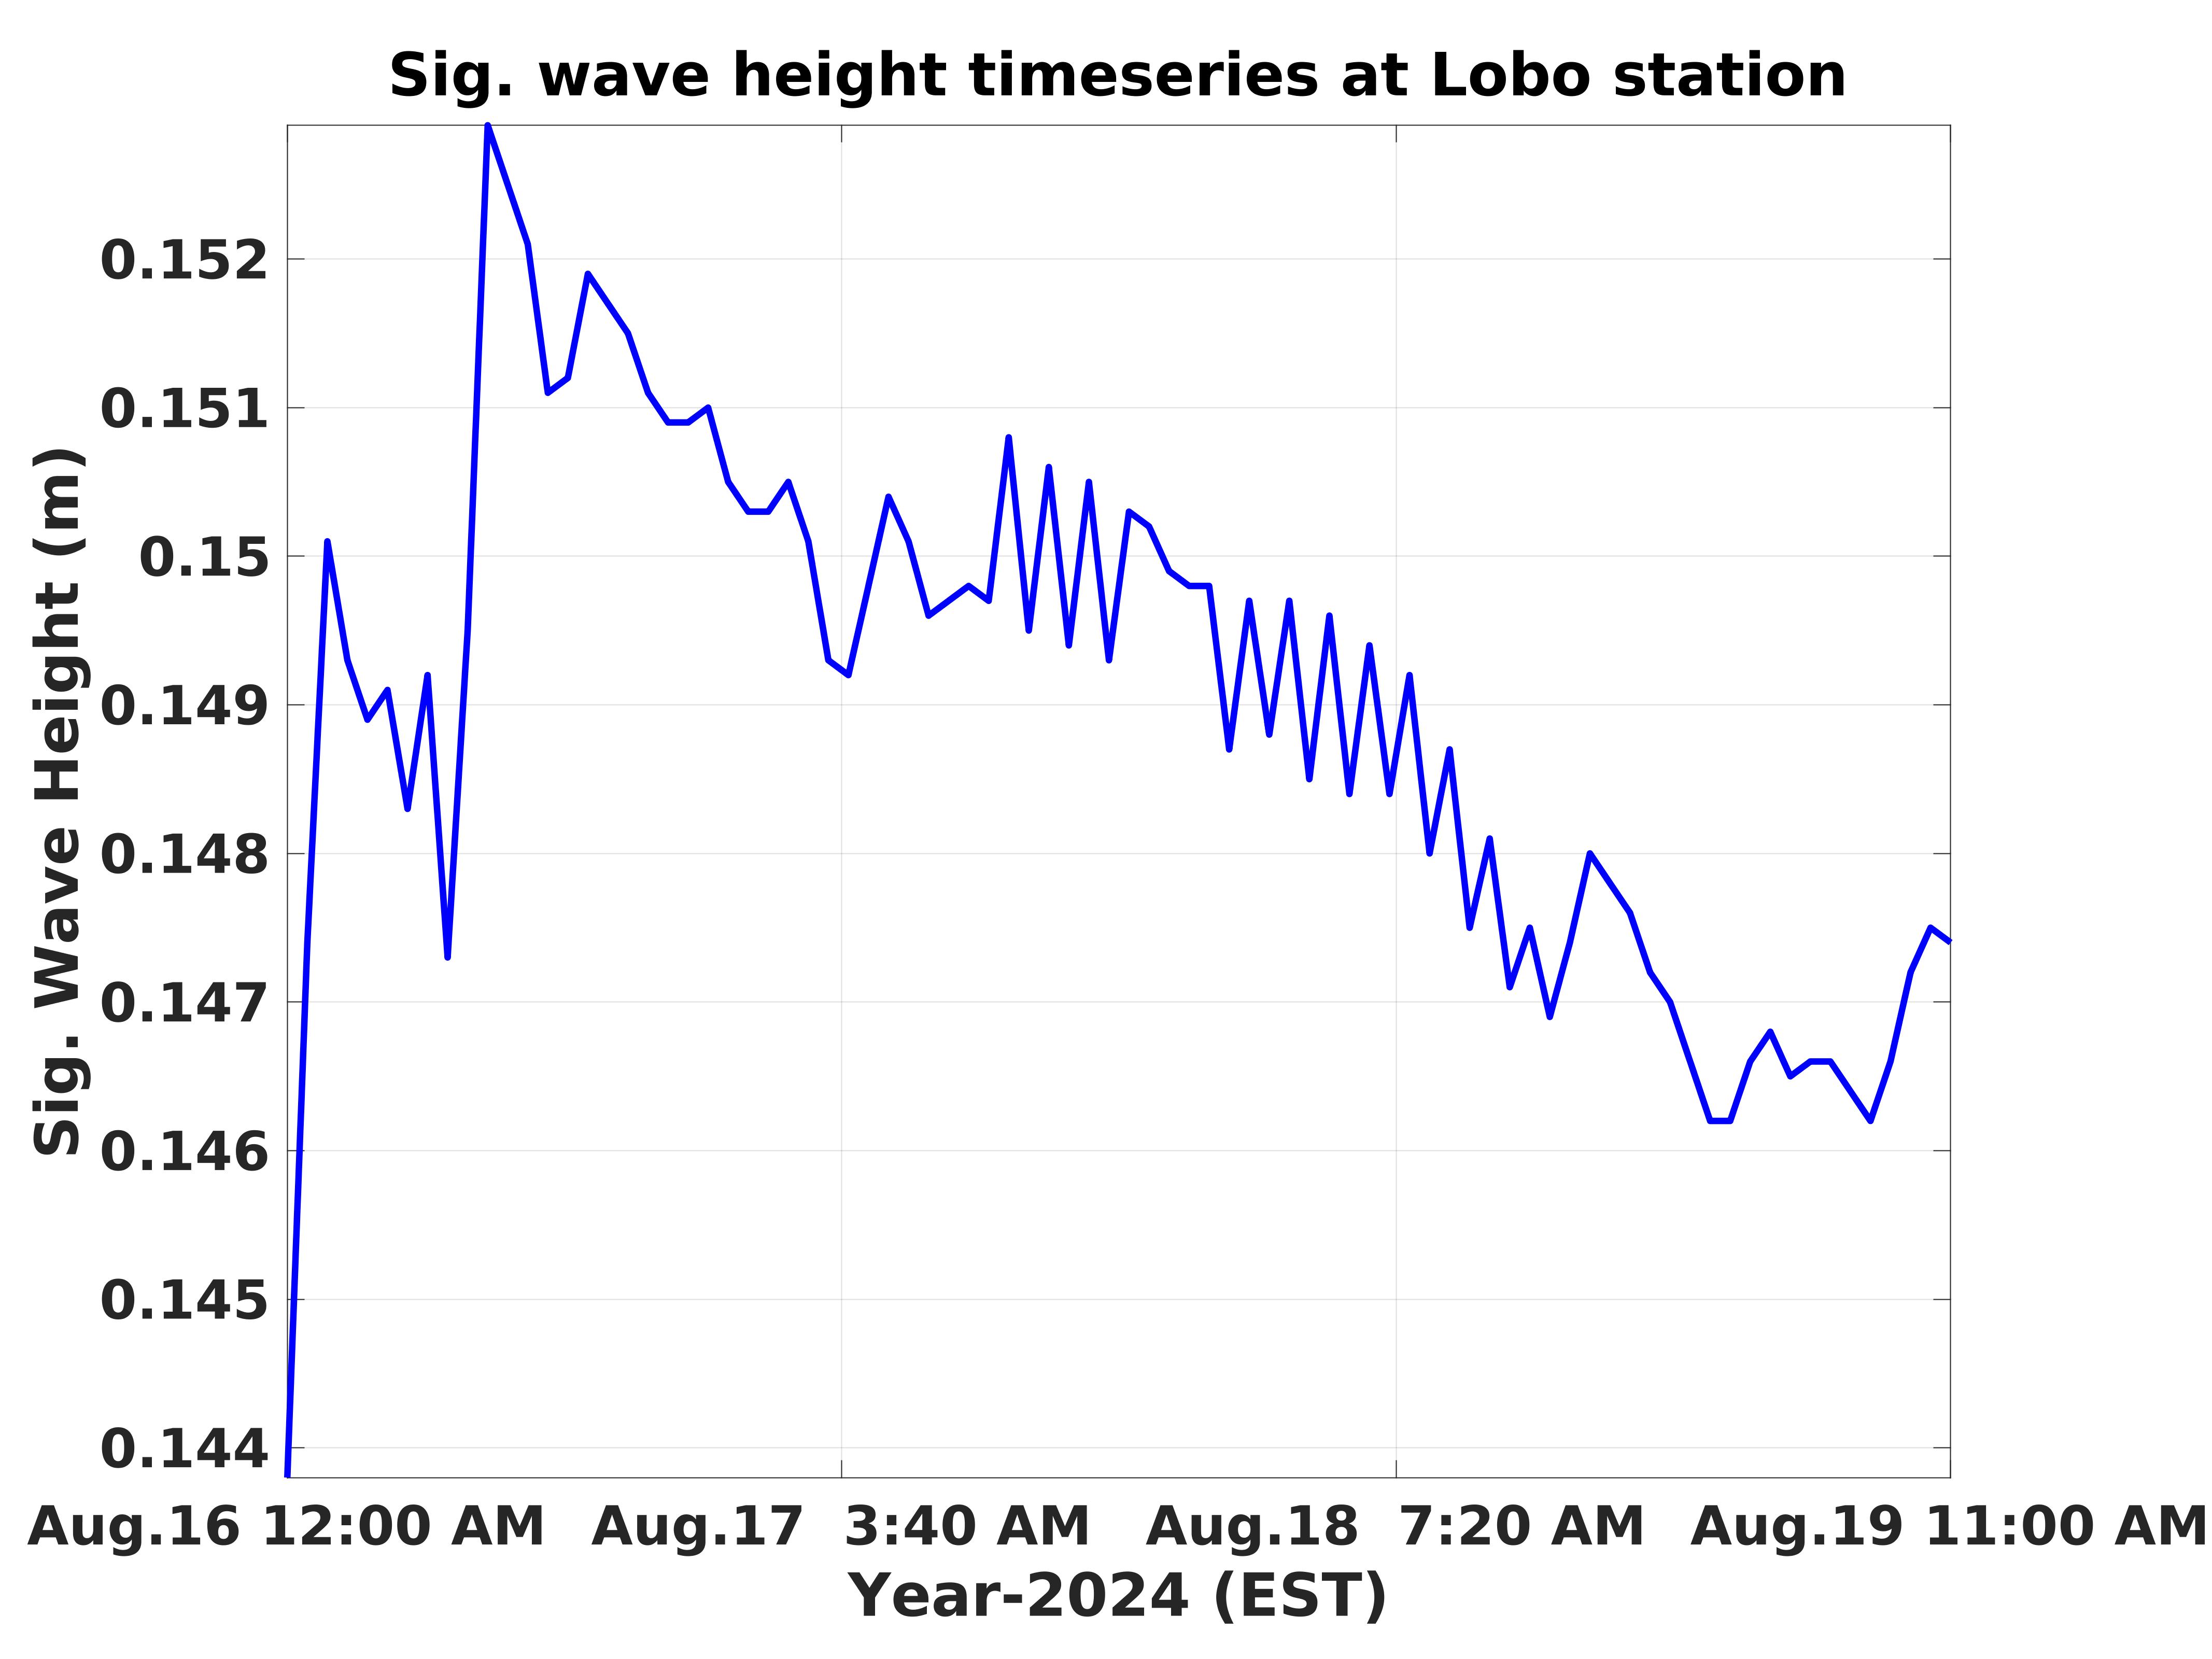 Sig. wave height timeseries at Lobo station
Sig. Wave Height (m)
0.152
0.151
0.15
0.149
0.148
0.147
0.146
0.145
0.144
Aug.16 12:00 AM Aug.17 3:40 AM Aug.18 7:20 AM Aug.19 11:00 AM
Year-2024 (EST)